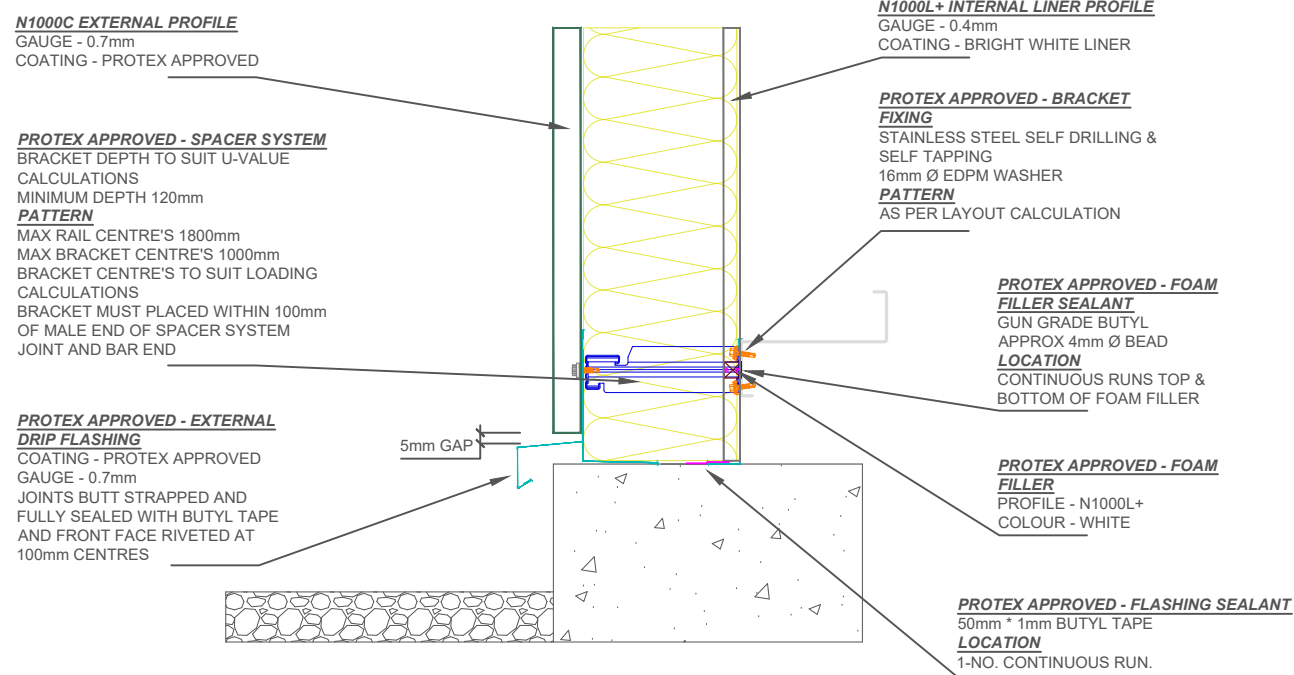 N1000C EXTERNAL PROFILE
GAUGE - 0.7mm
COATING - PROTEX APPROVED
PROTEX APPROVED - SPACER SYSTEM
BRACKET DEPTH TO SUIT U-VALUE
CALCULATIONS
MINIMUM DEPTH 120mm
PATTERN
MAX RAIL CENTRE'S 1800mm
MAX BRACKET CENTRE'S 1000mm
BRACKET CENTRE'S TO SUIT LOADING
CALCULATIONS
BRACKET MUST PLACED WITHIN 100mm
OF MALE END OF SPACER SYSTEM
JOINT AND BAR END
PROTEX APPROVED - EXTERNAL
DRIP FLASHING
COATING - PROTEX APPROVED
GAUGE - 0.7mm
JOINTS BUTT STRAPPED AND
FULLY SEALED WITH BUTYL TAPE
AND FRONT FACE RIVETED AT
100mm CENTRES
5mm GAP
N1000L+ INTERNAL LINER PROFILE
GAUGE - 0.4mm
COATING - BRIGHT WHITE LINER
PROTEX APPROVED - BRACKET
FIXING
STAINLESS STEEL SELF DRILLING &
SELF TAPPING
16mm Ø EDPM WASHER
PATTERN
AS PER LAYOUT CALCULATION
PROTEX APPROVED - FOAM
FILLER SEALANT
GUN GRADE BUTYL
APPROX 4mm Ø BEAD
LOCATION
CONTINUOUS RUNS TOP &
BOTTOM OF FOAM FILLER
PROTEX APPROVED - FOAM
FILLER
PROFILE - N1000L+
COLOUR - WHITE
PROTEX APPROVED - FLASHING SEALANT
50mm * 1mm BUTYL TAPE
LOCATION
1-NO. CONTINUOUS RUN.